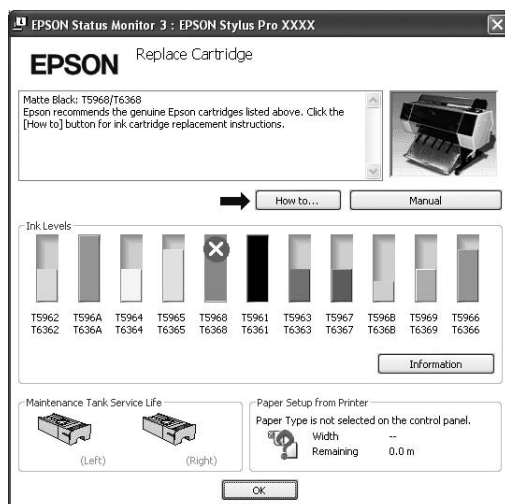 EPSON Status Monitor 3 : EPSON Stylus Pro XXXX
EPSON
Replace Cartridge
Matte Black: T5968/T6368
Epson recommends the genuine Epson cartridges listed above. Click the
[How to] button for ink cartridge replacement instructions.
How to...
Manual
Ink Levels
T5962 T596A T5964 T5965 T5968 T5961 T5963 T5967 T596B T5969 T5966
T6362 T636A T6364 T6365 T6368 T6361 T6363 T6367 T636B T6369 T6366
Information
Maintenance Tank Service Life
(Left)
(Right)
Paper Setup from Printer
Paper Type is not selected on the control panel.
Width --
Remaining 0.0 m
OK